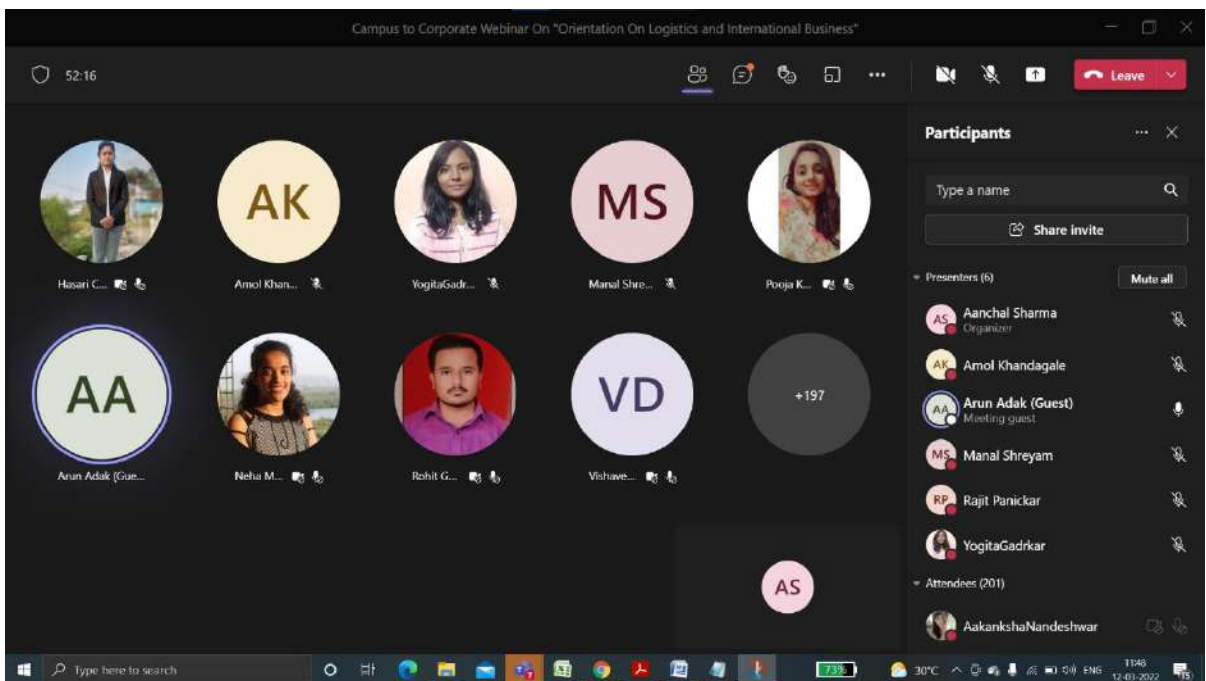 Campus to Corporate Webinar On "Orientation On Logistics and International Business"
52:16
Leave
Participants
Type a name
Share invite
Presenters (6)
Mute all
AS
Aanchal Sharma
Organizer
AK
Amol Khandagale
AA
Arun Adak (Guest)
Meeting guest
MS
Manal Shreyam
RP
Rajit Panickar
YogitaGadrkar
Attendees (201)
AakankshaNandeshwar
AK
MS
Hasari C...
Amol Khan...
YogitaGadr...
Manal Shre...
Pooja K...
AA
VD
+197
Arun Adak (Gue...
Neha M...
Rohit G...
Vishave...
AS
Type here to search
73%
30°C
ENG
11:48
12-03-2022